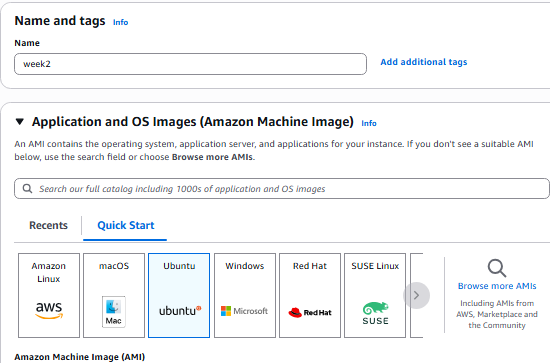 Name and tags Info
Name
week2
Add additional tags
Application and OS Images (Amazon Machine Image) Info
An AMI contains the operating system, application server, and applications for your instance. If you don't see a suitable AMI
below, use the search field or choose Browse more AMIs.
Search our full catalog including 1000s of application and OS images
Recents
Quick Start
Amazon
Linux
aws
macOS
Mac
Ubuntu
ubuntu
Windows
Microsoft
Red Hat
Red Hat
SUSE Linux
SUSE
Browse more AMIs
Including AMIs from
AWS, Marketplace and
the Community
Amazon Machine Image (AMI)